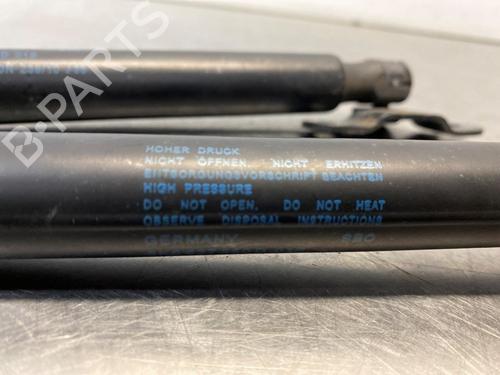 B-PARTS
HOHER DRUCK
NICHT ÖFFNEN. NICHT ERHITZEN
ENTSORGUNGSVORSCHRIFT BEACHTEN
HIGH PRESSURE
DO NOT OPEN. DO NOT HEAT
OBSERVE DISPOSAL INSTRUCTIONS
GERMANY